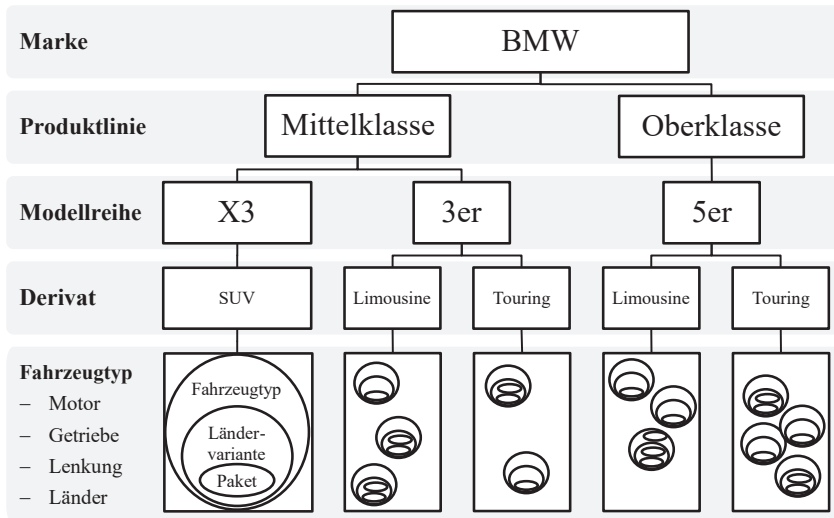 Marke
BMW
Produktlinie
Mittelklasse
Oberklasse
Modellreihe
X3
3er
5er
Derivat
SUV
Limousine
Touring
Limousine
Touring
Fahrzeugtyp
– Motor
– Getriebe
– Lenkung
– Länder
Fahrzeugtyp
Länder-
variante
Paket